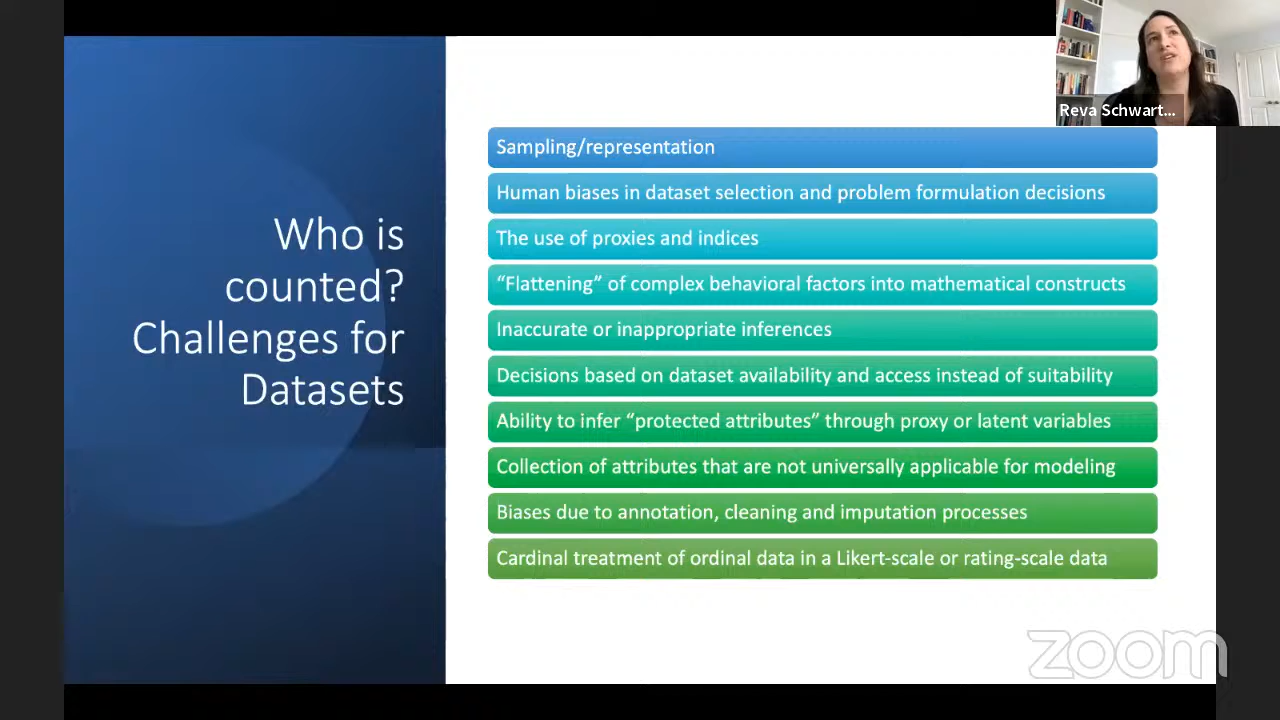 Reva Schwart...
Who is
counted?
Challenges for
Datasets
Sampling/representation
Human biases in dataset selection and problem formulation decisions
The use of proxies and indices
“Flattening” of complex behavioral factors into mathematical constructs
Inaccurate or inappropriate inferences
Decisions based on dataset availability and access instead of suitability
Ability to infer “protected attributes” through proxy or latent variables
Collection of attributes that are not universally applicable for modeling
Biases due to annotation, cleaning and imputation processes
Cardinal treatment of ordinal data in a Likert-scale or rating-scale data
zoom